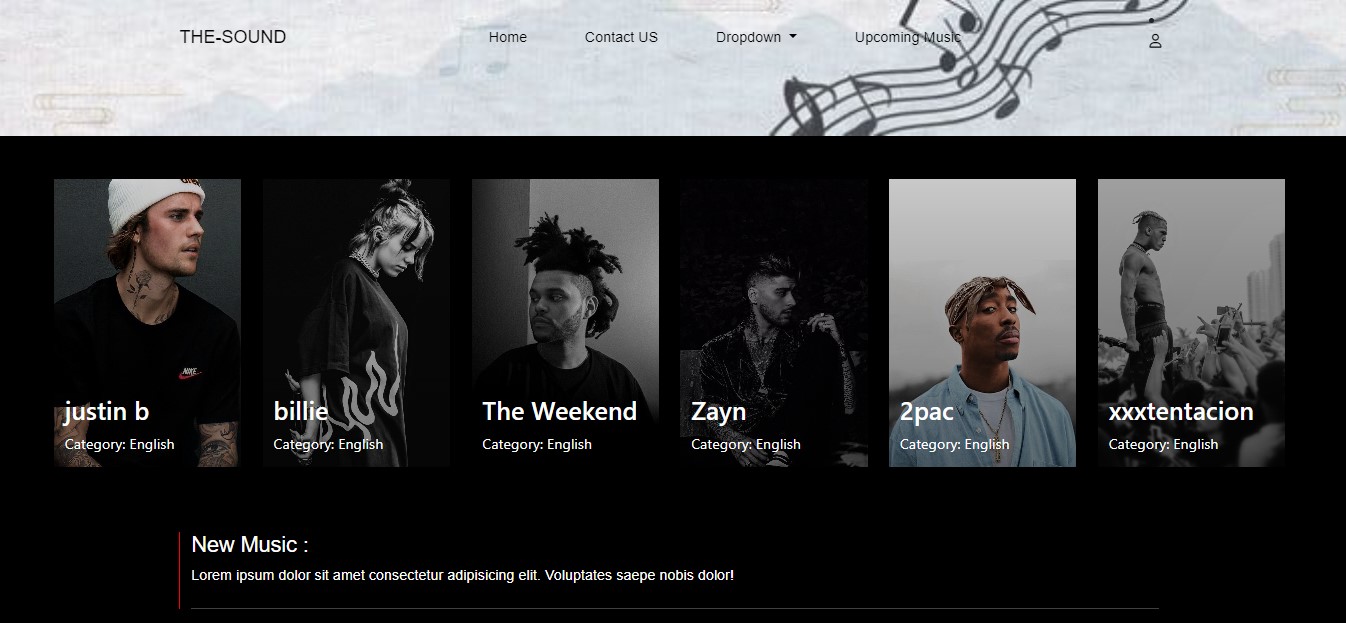 THE-SOUND
Home
Contact US
Dropdown
Upcoming Music
NIKE
justin b
Category: English
billie
Category: English
The Weekend
Category: English
Zayn
Category: English
2pac
Category: English
xxxtentacion
Category: English
New Music :
Lorem ipsum dolor sit amet consectetur adipisicing elit. Voluptates saepe nobis dolor!